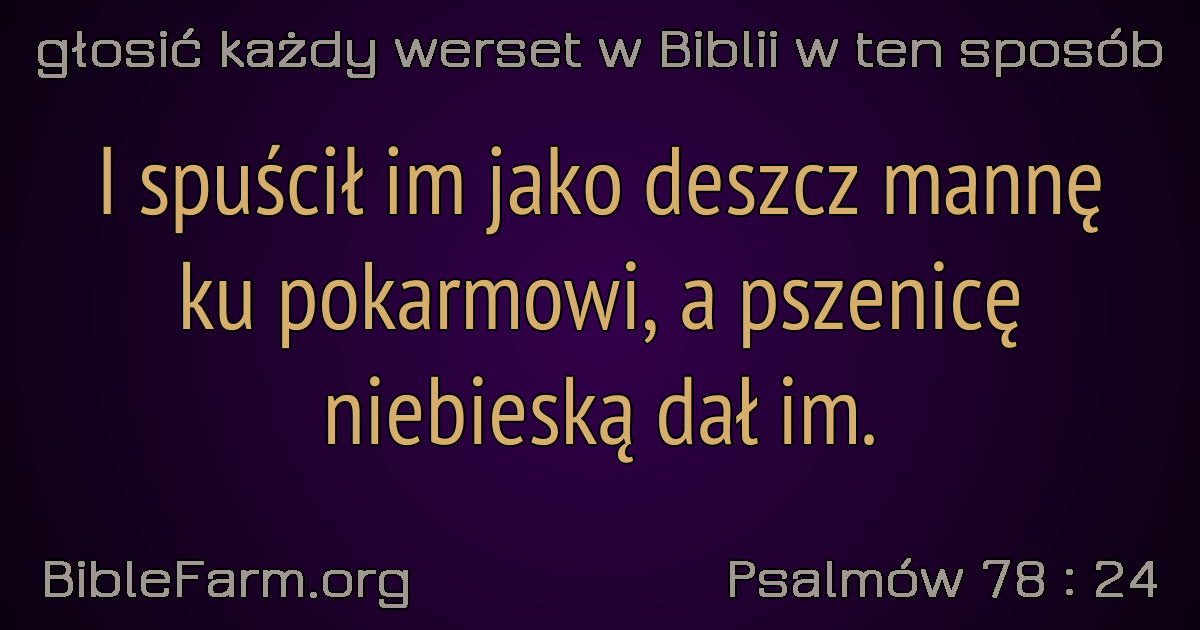 głosić każdy werset w Biblii w ten sposób
I spuścił im jako deszcz mannę
ku pokarmowi, a pszenicę
niebieską dał im.
BibleFarm.org
Psalmów 78 : 24